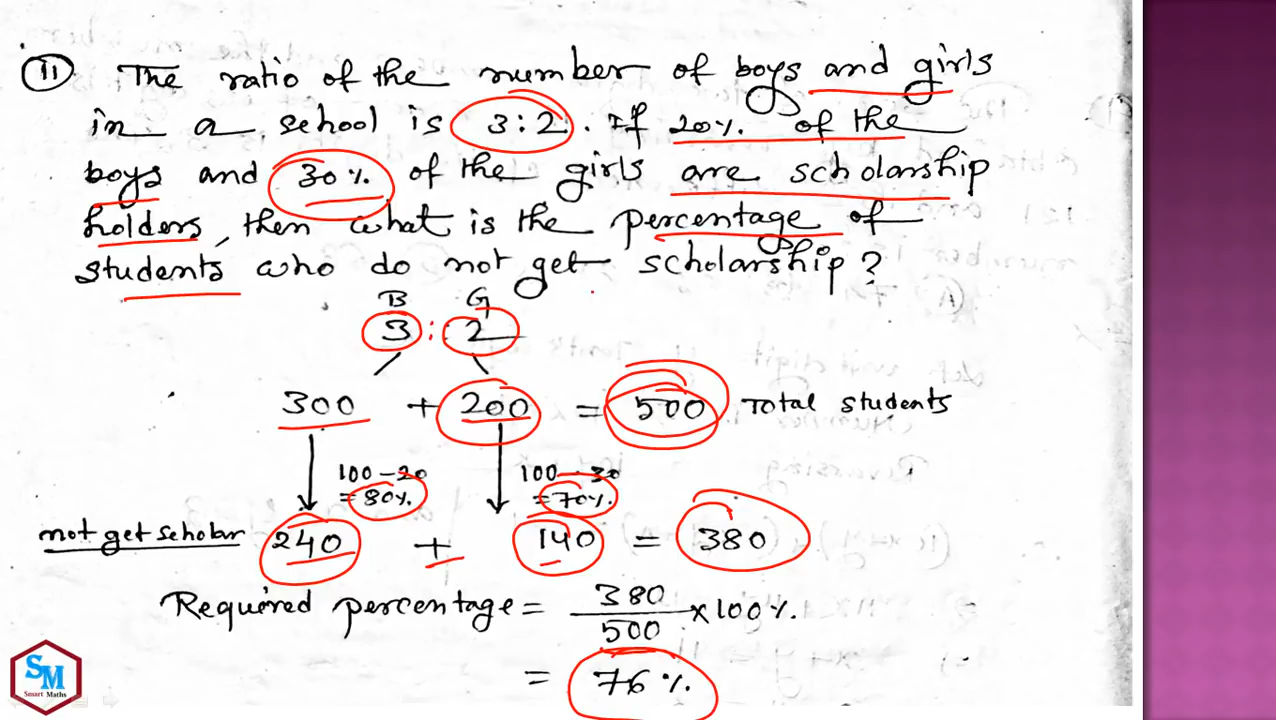 11 The ratio of the number of boys and girls
in a school is 3:2. If 20% of the
boys and 30% of the girls are scholarship
holders, then what is the percentage of
students who do not get scholarship?
B G
3 : 2
300 + 200 = 500 Total students
100-20 100-30
= 80% = 70%
not get scholar 240 + 140 = 380
Required percentage = 380/500 × 100%.
= 76%
SM
Smart Maths